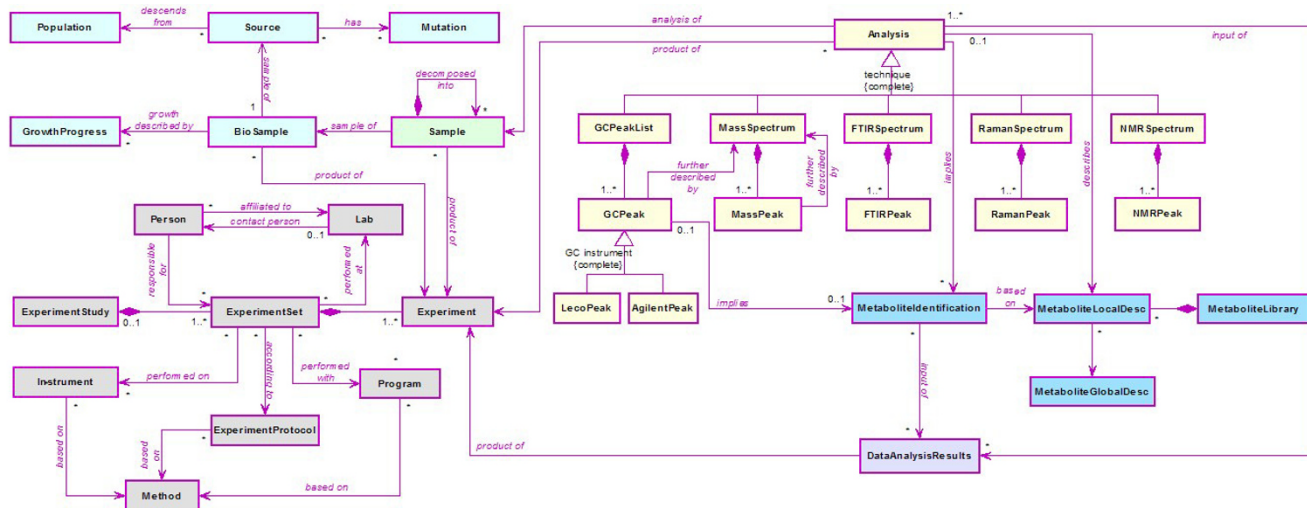 descends
from
has
analysis of
1..*
Population
Source
Mutation
Analysis
*
*
*
product of
*
0..1
input of
sample of
decomposed
into
technique
{complete}
1
*
growth
described by
GrowthProgress
BioSample
sample of
Sample
GCPeakList
MassSpectrum
FTIRSpectrum
RamanSpectrum
NMRSpectrum
*
*
*
*
product of
further
described
by
further
described
by
implies
describes
1..*
1..*
1..*
1..*
1..*
Person
affiliated to
Lab
contact person
0..1
product of
GCPeak
MassPeak
FTIRPeak
RamanPeak
NMRPeak
0..1
responsible
for
performed
at
GC instrument
{complete}
*
*
*
ExperimentStudy
ExperimentSet
Experiment
LecoPeak
AgilentPeak
implies
0..1
MetaboliteIdentification
based
on
MetaboliteLocalDesc
*
MetaboliteLibrary
0..1
1..*
1..*
*
*
*
*
*
Instrument
performed on
according to
performed
with
*
Program
input of
*
MetaboliteGlobalDesc
*
*
*
ExperimentProtocol
*
based on
based
on
product of
*
DataAnalysisResults
*
Method
based on